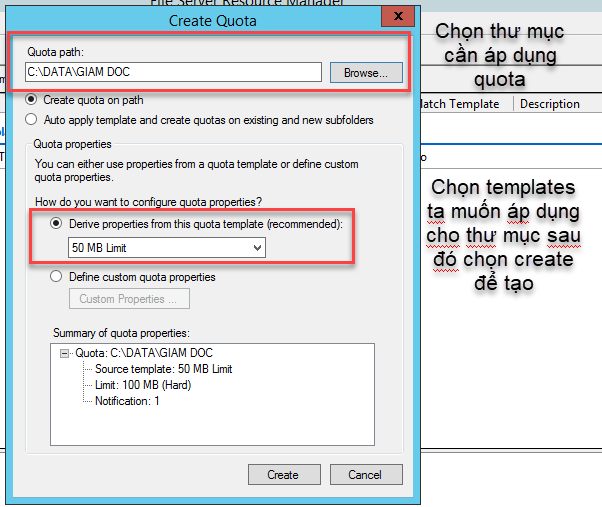 File Server Resource Manager
Create Quota
x
Quota path:
C:\DATA\GIAM DOC
Browse...
Create quota on path
Auto apply template and create quotas on existing and new subfolders
Quota properties
You can either use properties from a quota template or define custom
quota properties.
How do you want to configure quota properties?
Derive properties from this quota template (recommended):
50 MB Limit
Define custom quota properties
Custom Properties ...
Summary of quota properties:
Quota: C:\DATA\GIAM DOC
Source template: 50 MB Limit
Limit: 100 MB (Hard)
Notification: 1
Create
Cancel
Chọn thư mục
cần áp dụng
quota
Match Template
Description
Chọn templates
ta muốn áp dụng
cho thư mục sau
đó chọn create
để tạo